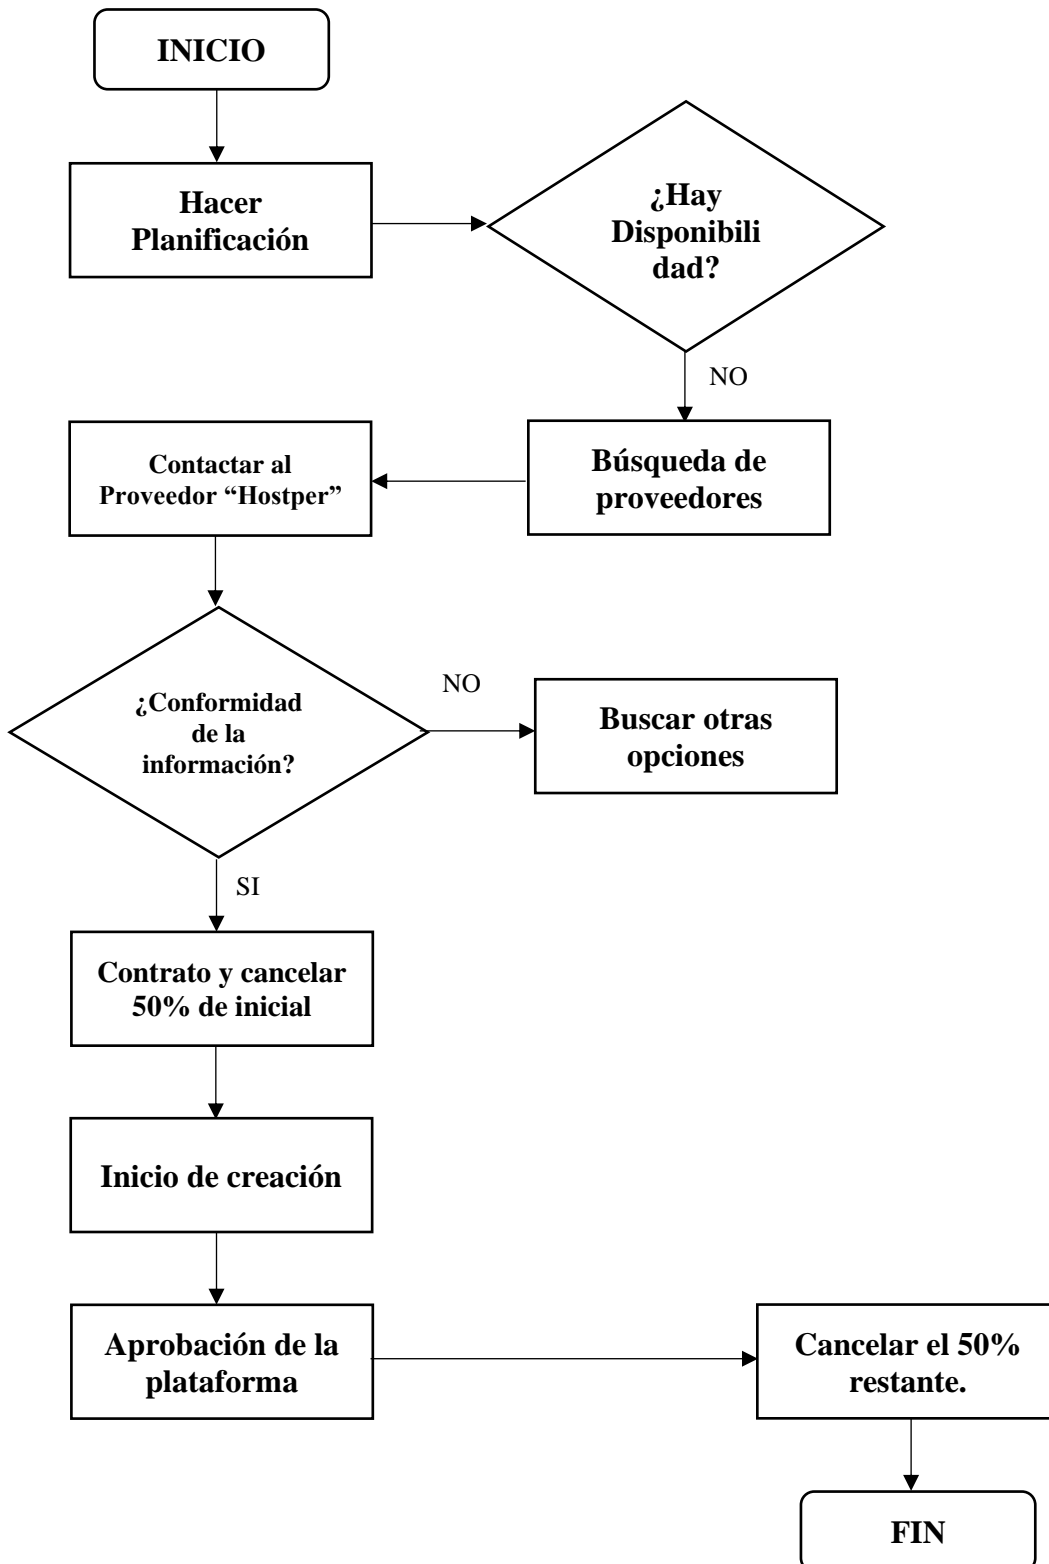 INICIO
Hacer
Planificación
¿Hay
Disponibili
dad?
NO
Búsqueda de
proveedores
Contactar al
Proveedor “Hostper”
¿Conformidad
de la
información?
NO
Buscar otras
opciones
SI
Contrato y cancelar
50% de inicial
Inicio de creación
Aprobación de la
plataforma
Cancelar el 50%
restante.
FIN